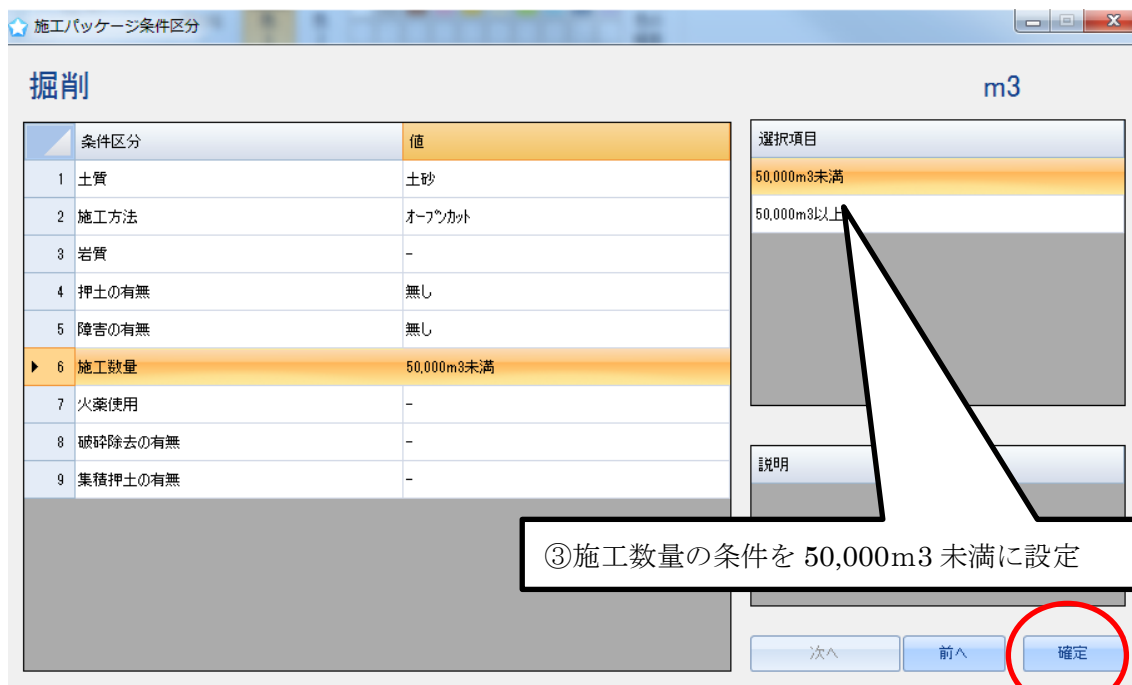 施工パッケージ条件区分
掘削
m3
条件区分 値
1 土質 土砂
2 施工方法 ｵｰﾌﾟﾝｶｯﾄ
3 岩質 -
4 押土の有無 無し
5 障害の有無 無し
6 施工数量 50,000m3未満
7 火薬使用 -
8 破砕除去の有無 -
9 集積押土の有無 -
選択項目
50,000m3未満
50,000m3以上
説明
③施工数量の条件を 50,000m3 未満に設定
次へ 前へ 確定